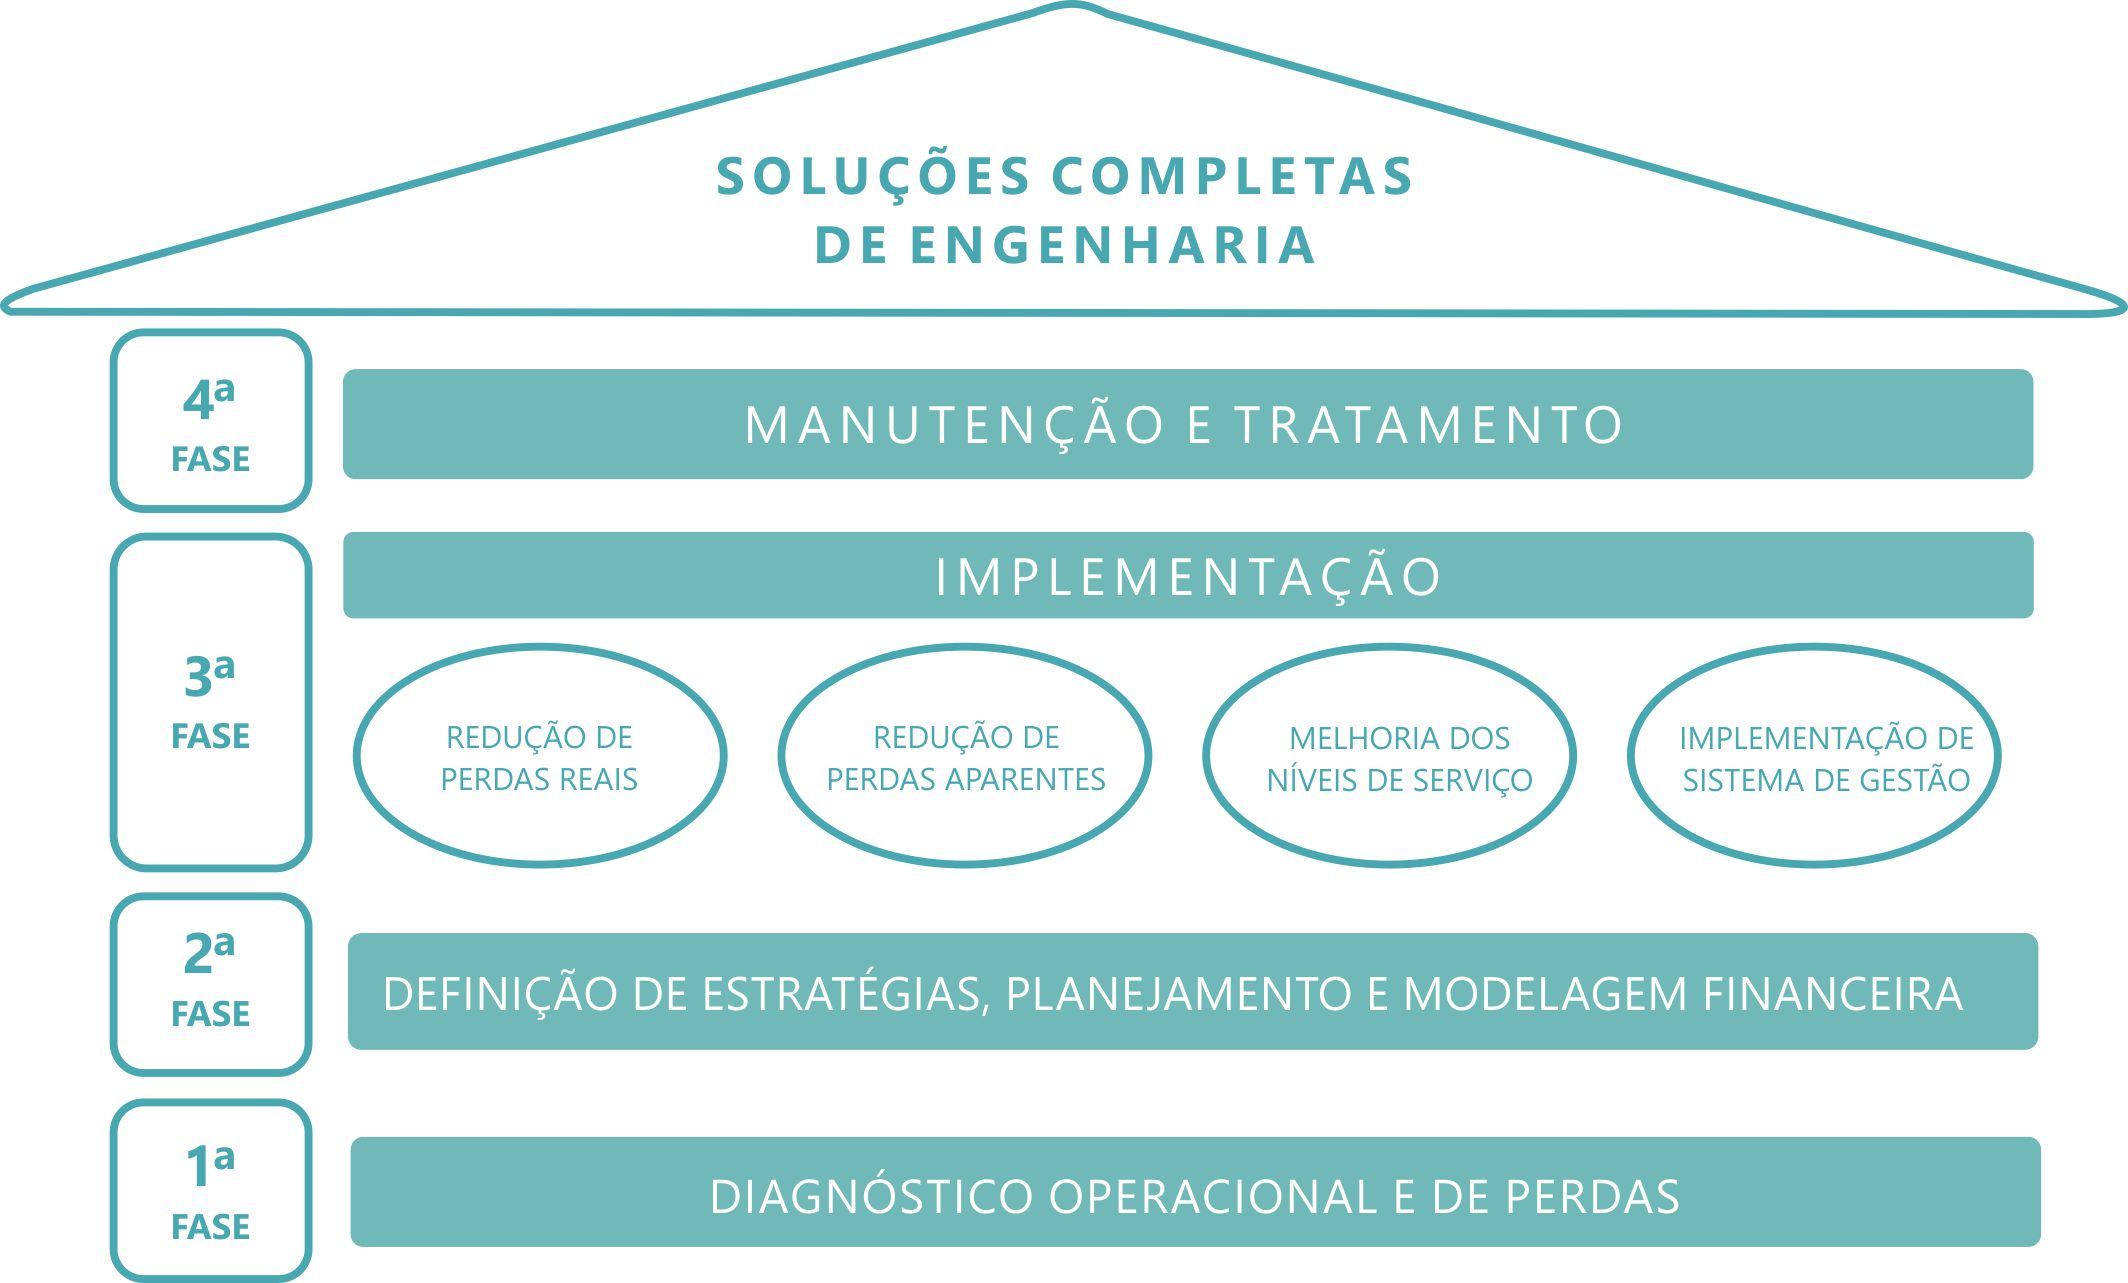 SOLUÇÕES COMPLETAS
DE ENGENHARIA
4ª
FASE
MANUTENÇÃO E TRATAMENTO
3ª
FASE
IMPLEMENTAÇÃO
REDUÇÃO DE
PERDAS REAIS
REDUÇÃO DE
PERDAS APARENTES
MELHORIA DOS
NÍVEIS DE SERVIÇO
IMPLEMENTAÇÃO DE
SISTEMA DE GESTÃO
2ª
FASE
DEFINIÇÃO DE ESTRATÉGIAS, PLANEJAMENTO E MODELAGEM FINANCEIRA
1ª
FASE
DIAGNÓSTICO OPERACIONAL E DE PERDAS